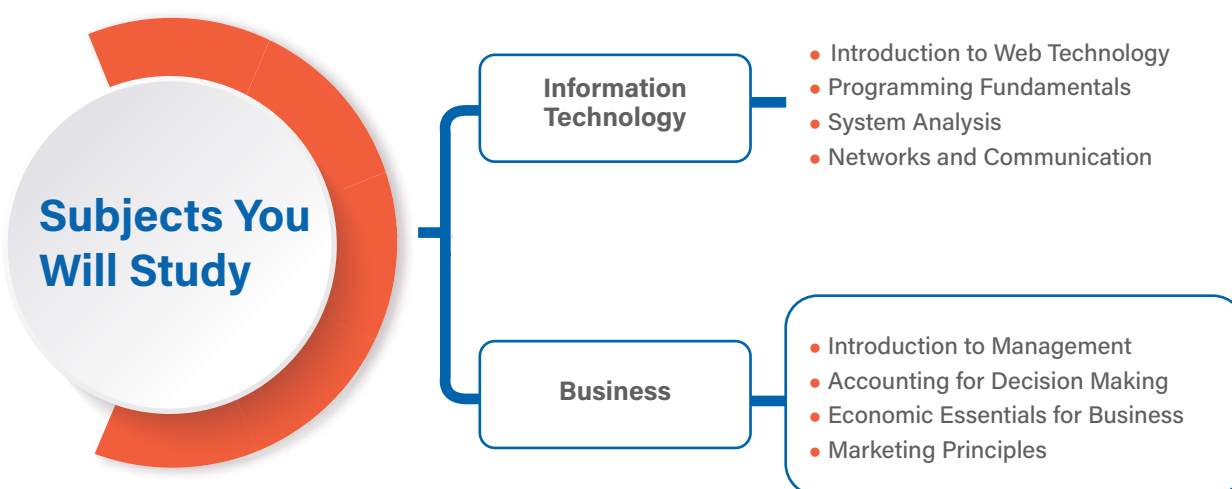 Subjects You
Will Study
Information
Technology
Introduction to Web Technology
Programming Fundamentals
System Analysis
Networks and Communication
Business
Introduction to Management
Accounting for Decision Making
Economic Essentials for Business
Marketing Principles